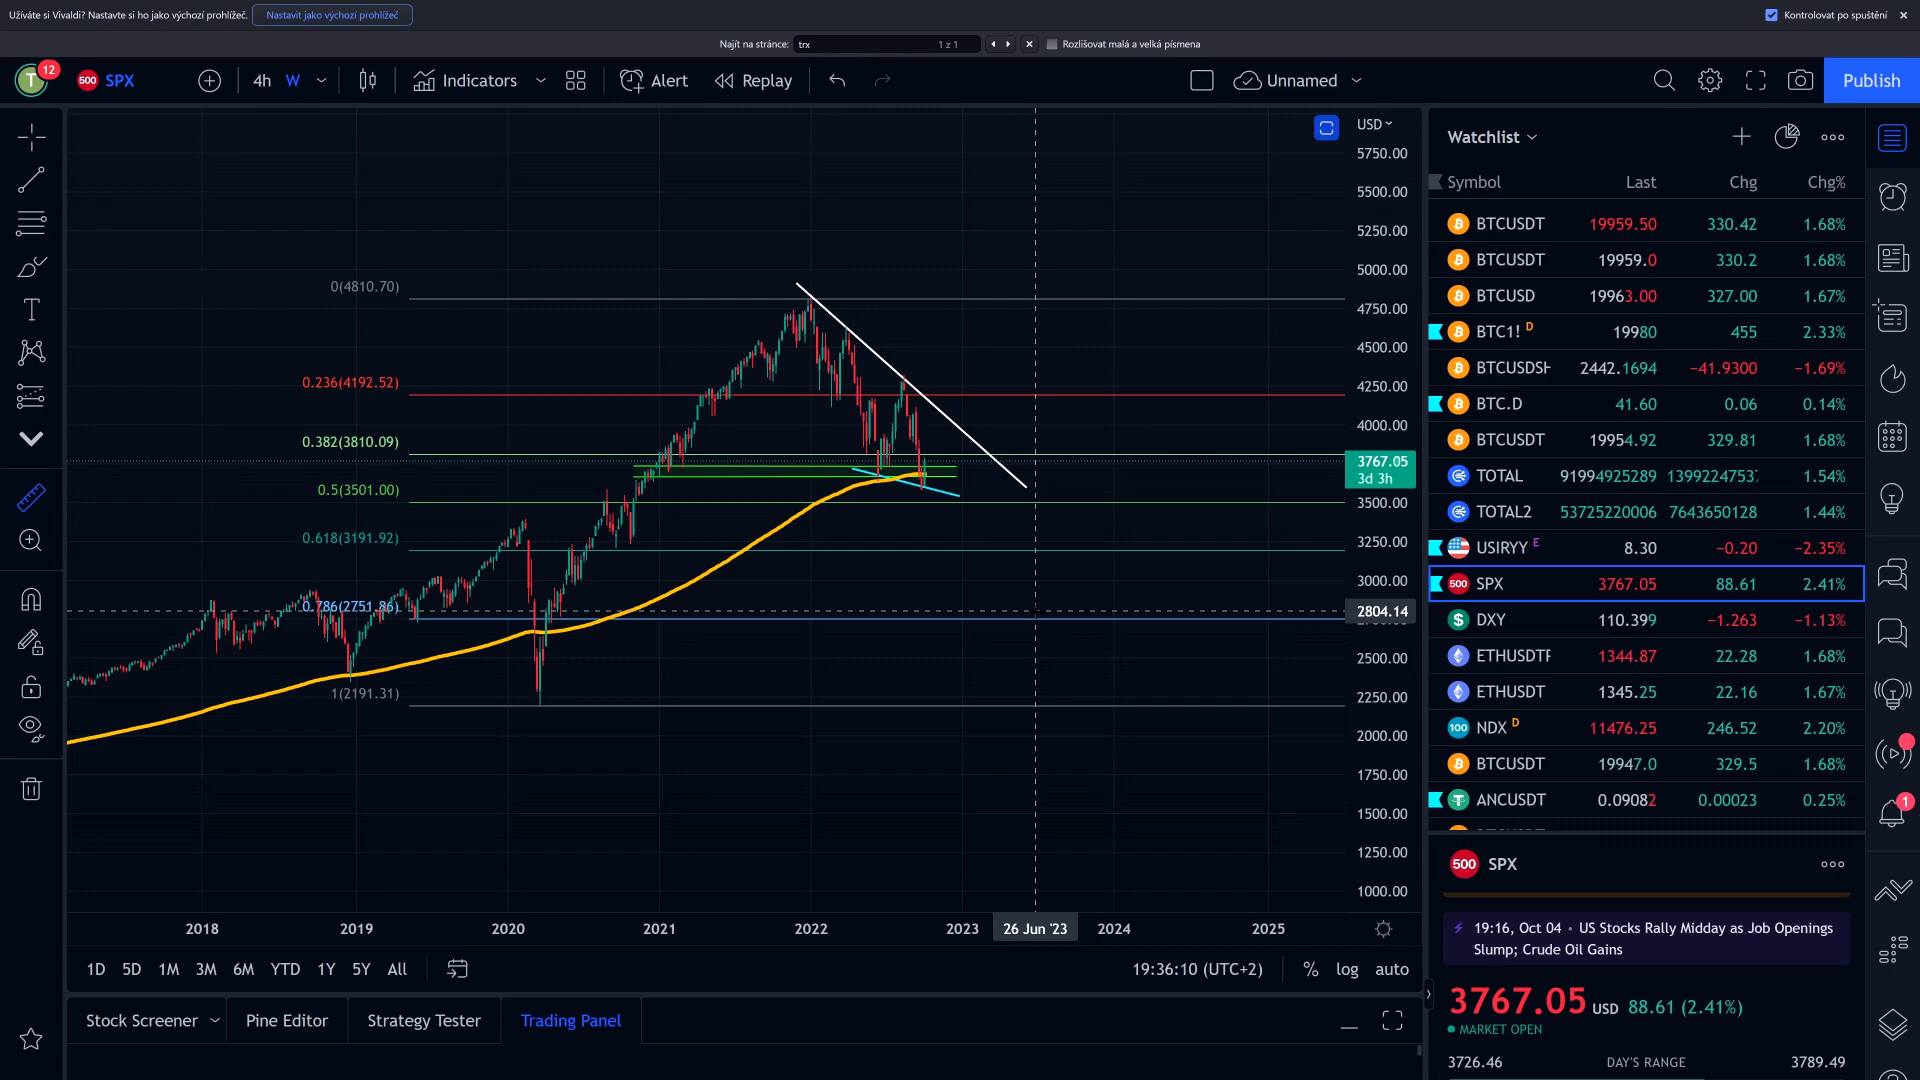 Užíváte si Vivaldi? Nastavte si ho jako výchozí prohlížeč. Nastavit jako výchozí prohlížeč Kontrolovat po spuštění
Najít na stránce: trx 1 z 1 Rozlišovat malá a velká písmena
T 12 500 SPX 4h W Indicators Alert Replay Unnamed Publish
USD
5750.00
5500.00
5250.00
5000.00
4750.00
4500.00
4250.00
4000.00
3767.05
3d 3h
3500.00
3250.00
3000.00
2804.14
2500.00
2250.00
2000.00
1750.00
1500.00
1250.00
1000.00
0(4810.70)
0.236(4192.52)
0.382(3810.09)
0.5(3501.00)
0.618(3191.92)
0.786(2751.86)
1(2191.31)
2018 2019 2020 2021 2022 2023 26 Jun '23 2024 2025
1D 5D 1M 3M 6M YTD 1Y 5Y All 19:36:10 (UTC+2) % log auto
Stock Screener Pine Editor Strategy Tester Trading Panel
Watchlist
Symbol Last Chg Chg%
BTCUSDT 19959.50 330.42 1.68%
BTCUSDT 19959.0 330.2 1.68%
BTCUSD 19963.00 327.00 1.67%
BTC1! D 19980 455 2.33%
BTCUSDSH 2442.1694 −41.9300 −1.69%
BTC.D 41.60 0.06 0.14%
BTCUSDT 19954.92 329.81 1.68%
TOTAL 91994925289 13992247537 1.54%
TOTAL2 53725220006 7643650128 1.44%
USIRYY E 8.30 −0.20 −2.35%
500 SPX 3767.05 88.61 2.41%
DXY 110.399 −1.263 −1.13%
ETHUSDTP 1344.87 22.28 1.68%
ETHUSDT 1345.25 22.16 1.67%
100 NDX D 11476.25 246.52 2.20%
BTCUSDT 19947.0 329.5 1.68%
ANCUSDT 0.09082 0.00023 0.25%
500 SPX
19:16, Oct 04 • US Stocks Rally Midday as Job Openings
Slump; Crude Oil Gains
3767.05 USD 88.61 (2.41%)
MARKET OPEN
3726.46 DAY'S RANGE 3789.49
1